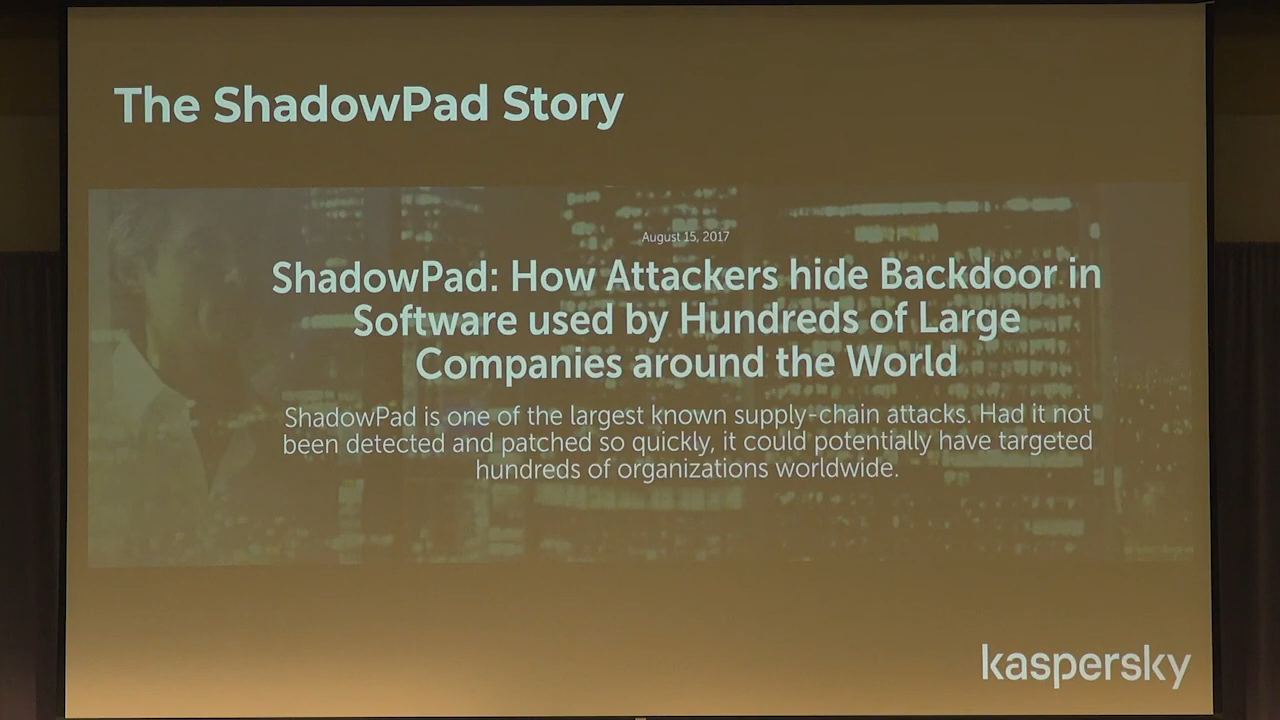 The ShadowPad Story
August 15, 2017
ShadowPad: How Attackers hide Backdoor in
Software used by Hundreds of Large
Companies around the World
ShadowPad is one of the largest known supply-chain attacks. Had it not
been detected and patched so quickly, it could potentially have targeted
hundreds of organizations worldwide.
kaspersky